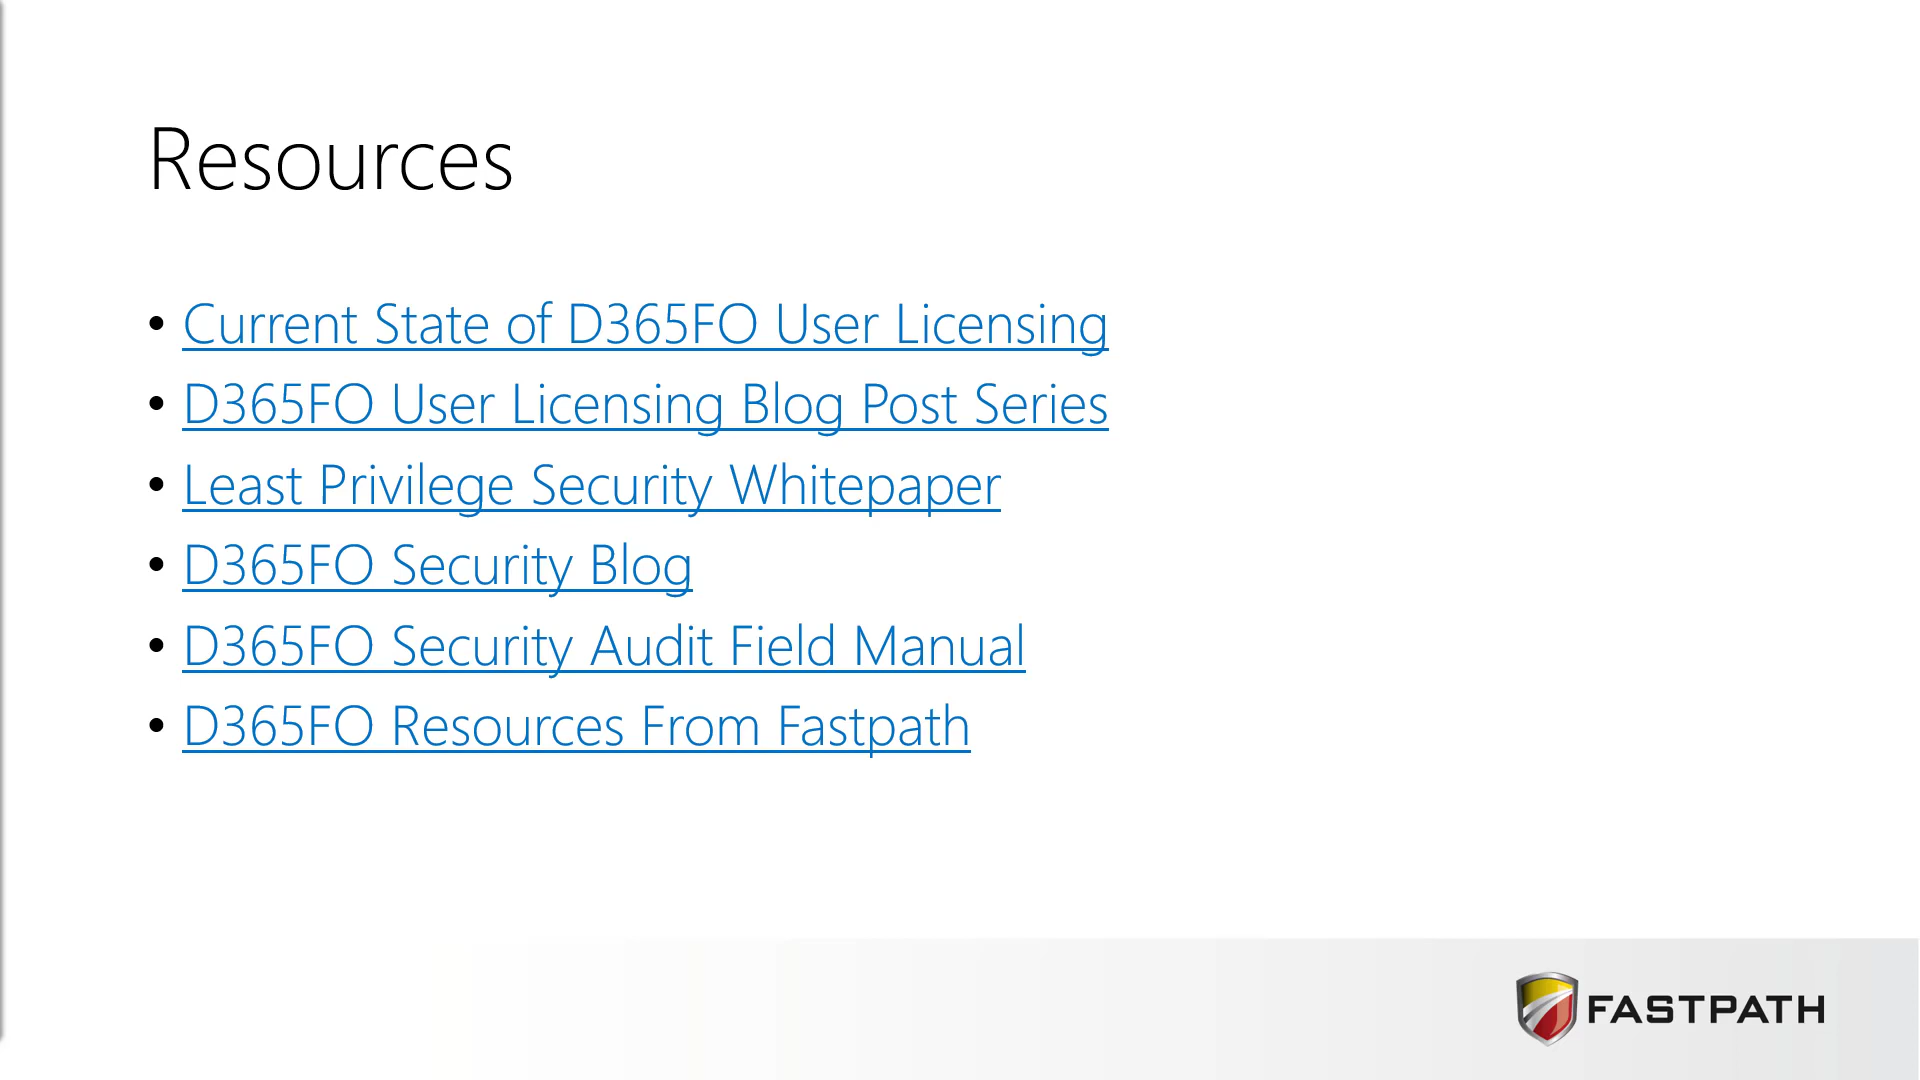 Resources
• Current State of D365FO User Licensing
• D365FO User Licensing Blog Post Series
• Least Privilege Security Whitepaper
• D365FO Security Blog
• D365FO Security Audit Field Manual
• D365FO Resources From Fastpath
FASTPATH